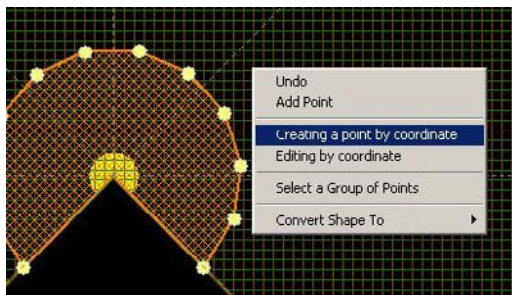 Undo
Add Point
Creating a point by coordinate
Editing by coordinate
Select a Group of Points
Convert Shape To